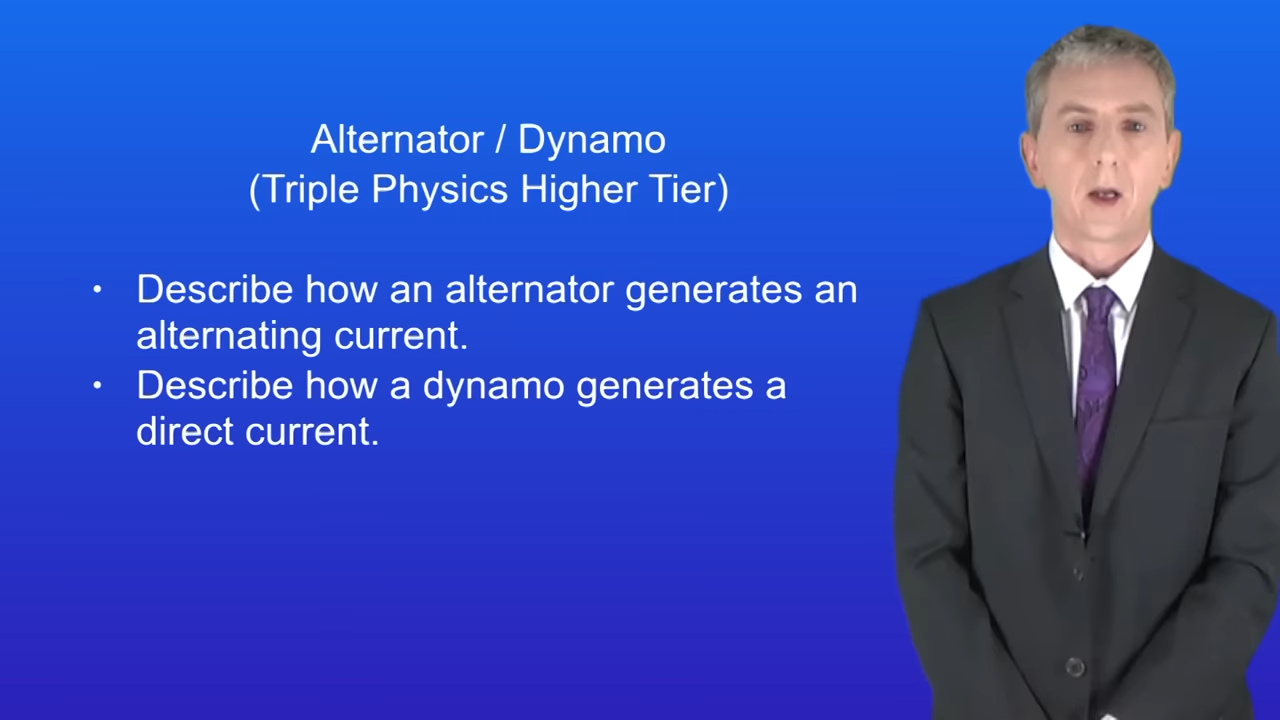 Alternator / Dynamo
(Triple Physics Higher Tier)
• Describe how an alternator generates an
alternating current.
• Describe how a dynamo generates a
direct current.